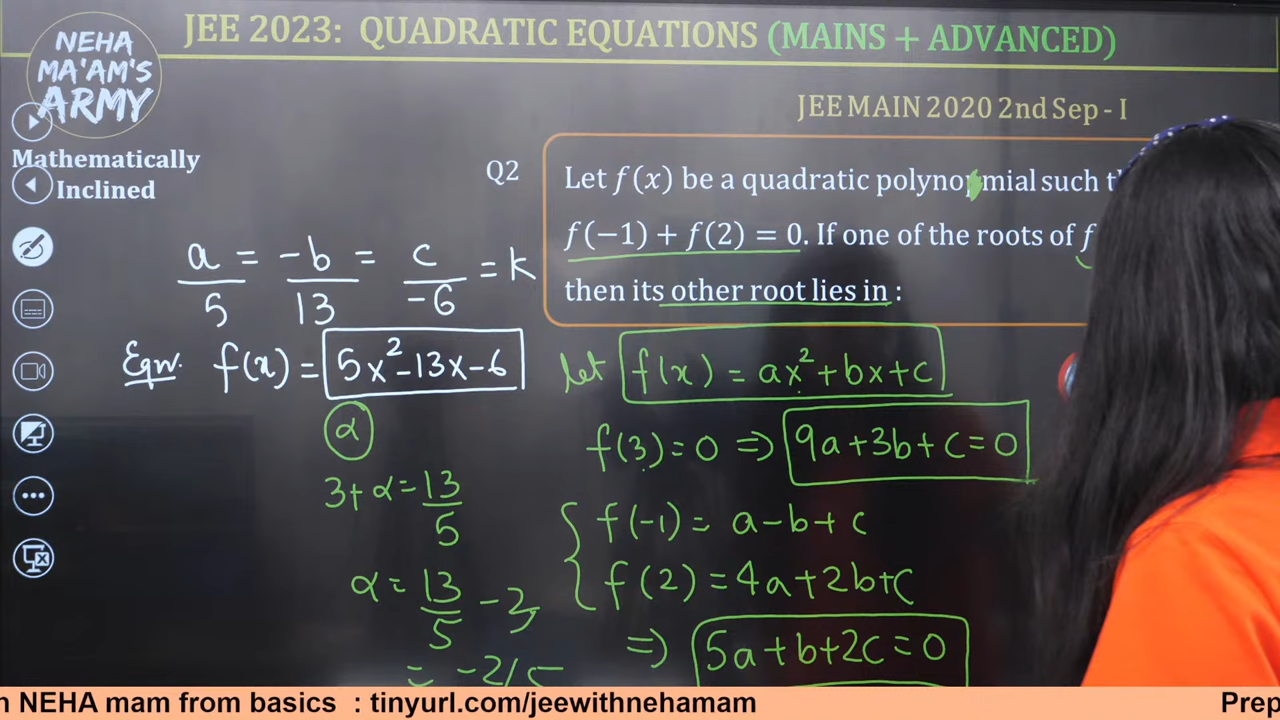 JEE 2023: QUADRATIC EQUATIONS (MAINS + ADVANCED)
NEHA
MA'AM'S
ARMY
Mathematically
Inclined
JEE MAIN 2020 2nd Sep - I
Q2
Let f(x) be a quadratic polynomial such
f(−1) + f(2) = 0. If one of the roots of f
then its other root lies in :
a/5 = -b/13 = c/-6 = k
Eqn. f(x) = 5x²-13x-6
α
3+α = 13/5
α = 13/5 - 3
= -2/5
let f(x) = ax²+bx+c
f(3) = 0 ⇒ 9a+3b+c=0
f(-1) = a-b+c
f(2) = 4a+2b+c
⇒ 5a+b+2c=0
NEHA mam from basics : tinyurl.com/jeewithnehamam